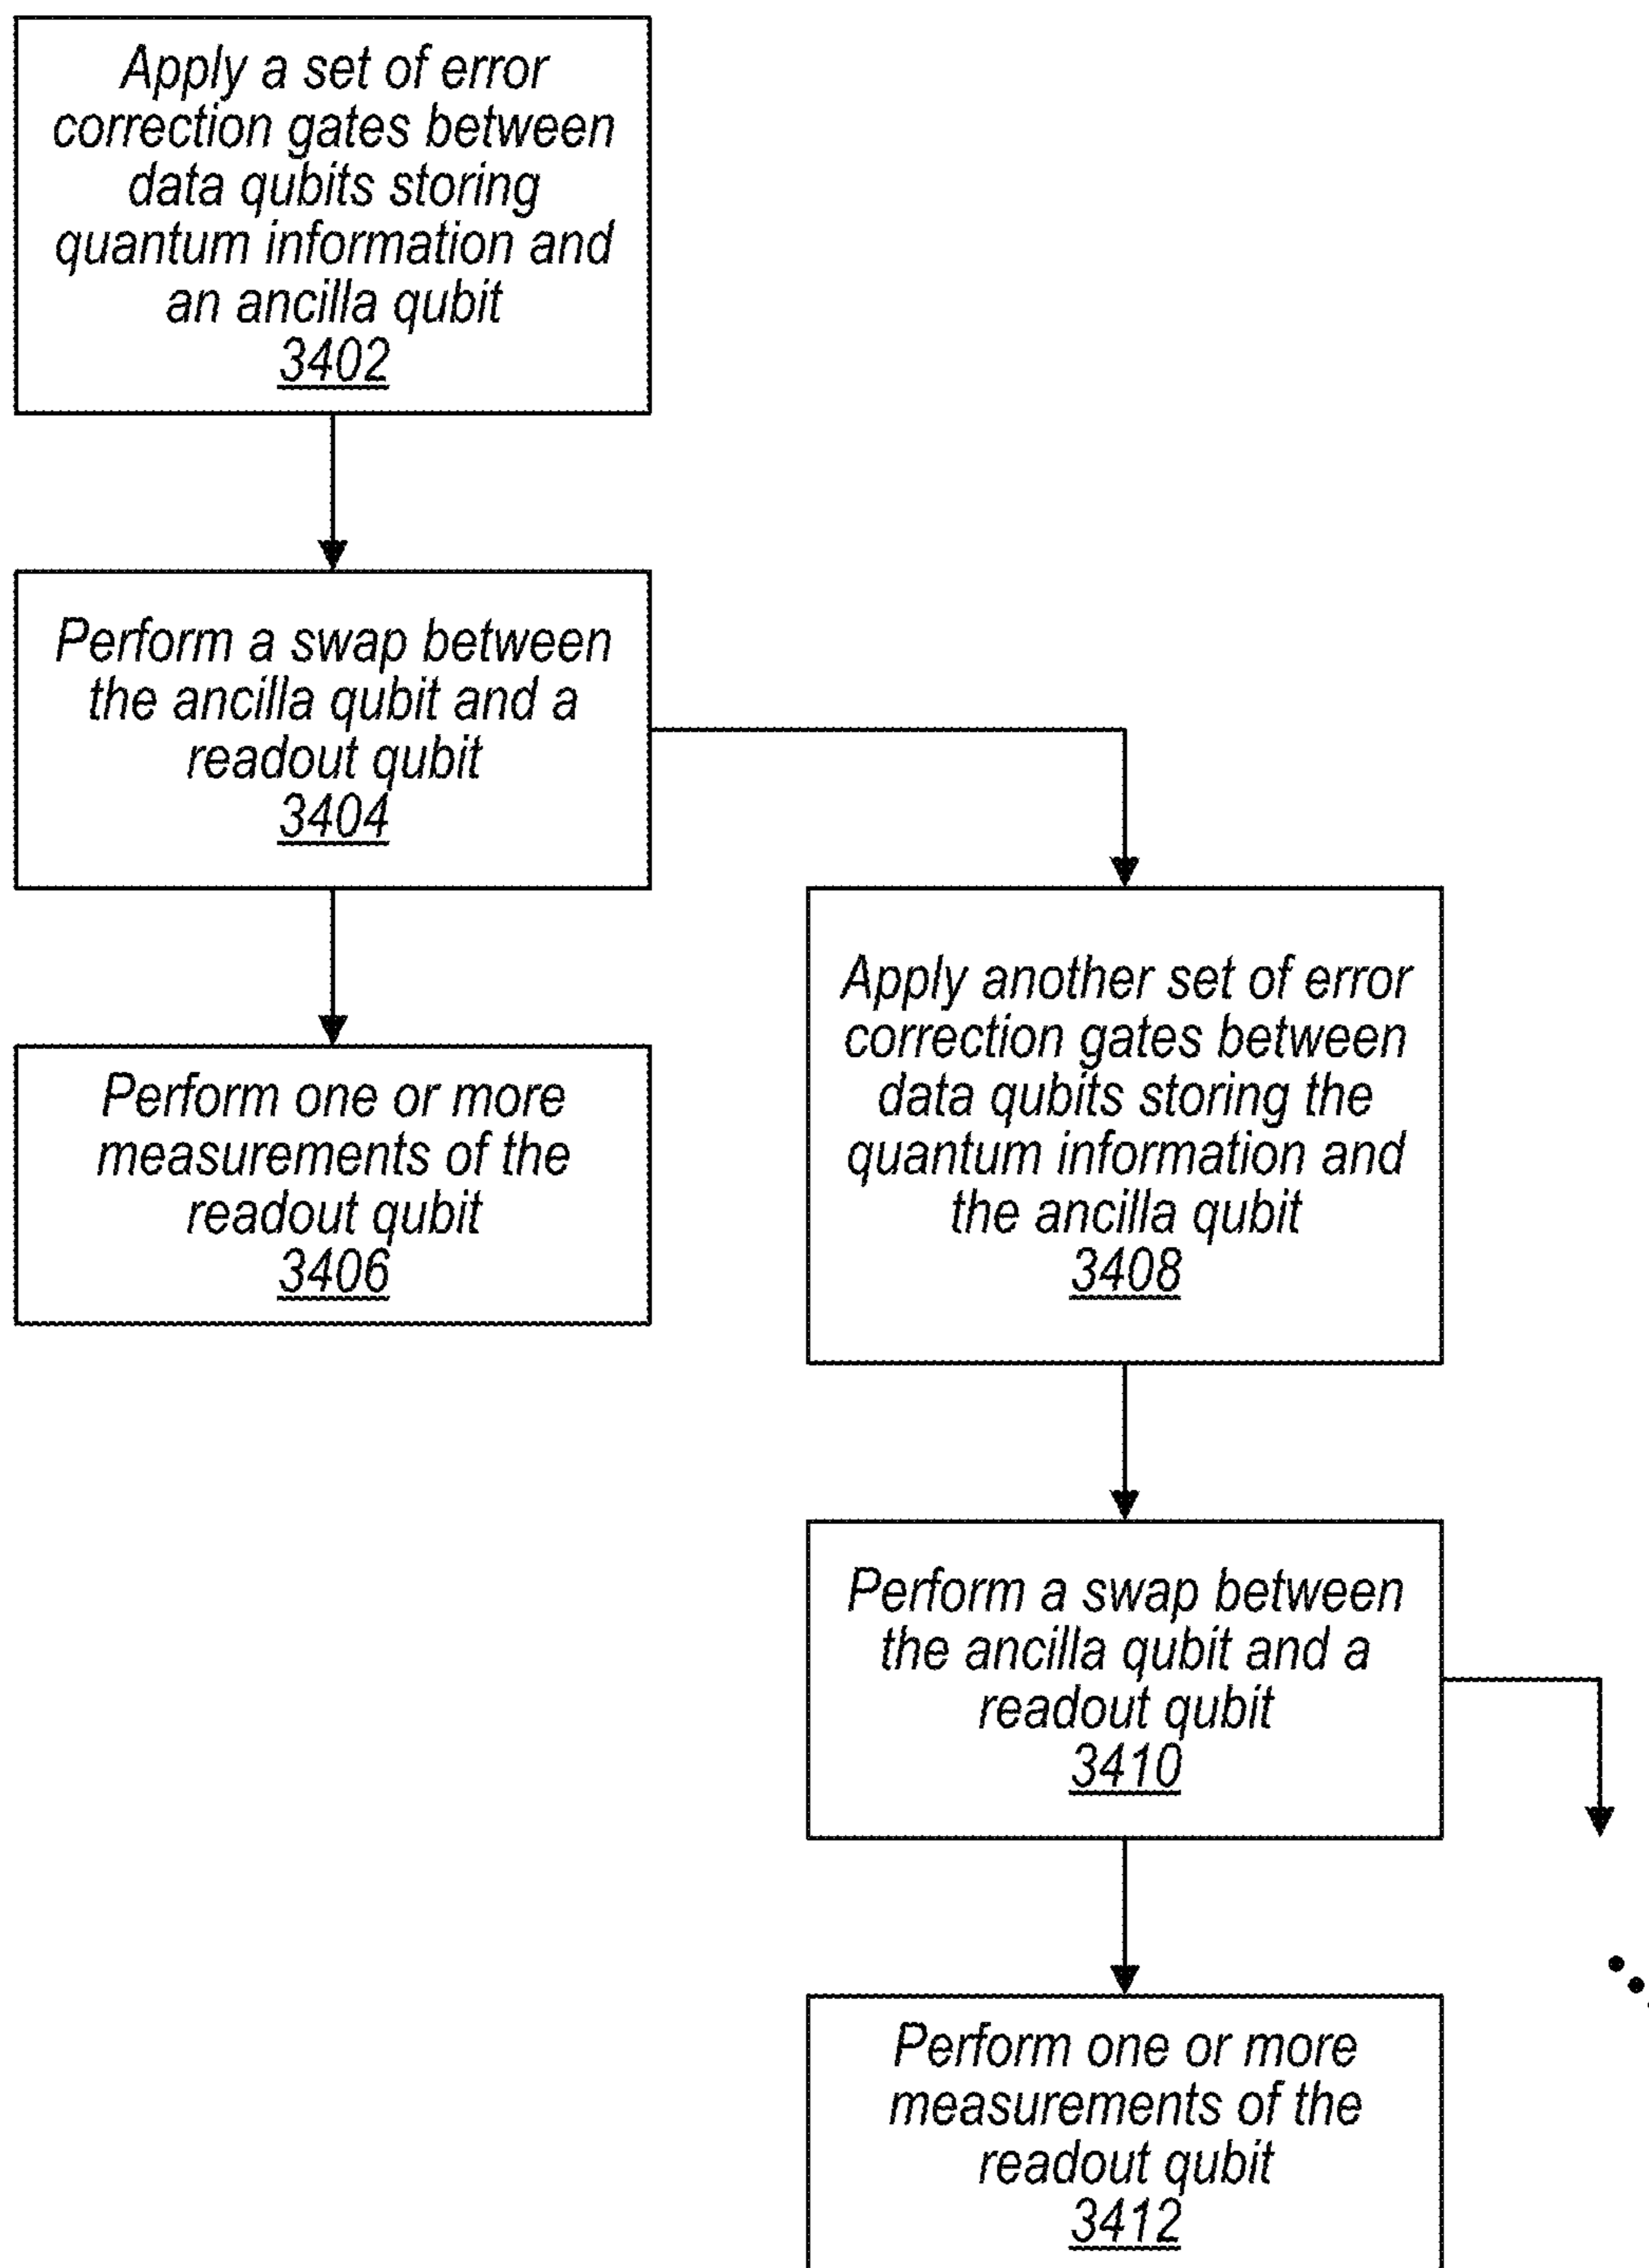 Apply a set of error
correction gates between
data qubits storing
quantum information and
an ancilla qubit
3402
Perform a swap between
the ancilla qubit and a
readout qubit
3404
Perform one or more
measurements of the
readout qubit
3406
Apply another set of error
correction gates between
data qubits storing the
quantum information and
the ancilla qubit
3408
Perform a swap between
the ancilla qubit and a
readout qubit
3410
Perform one or more
measurements of the
readout qubit
3412